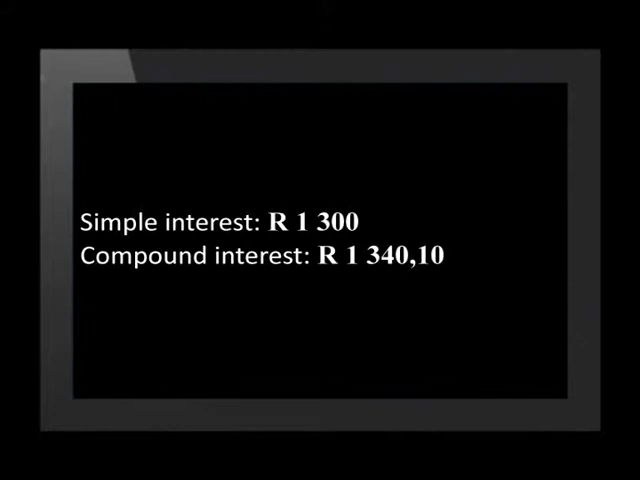 Simple interest: R 1 300
Compound interest: R 1 340,10